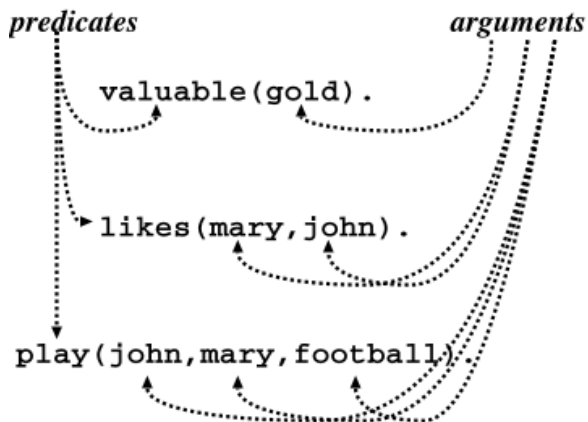 predicates arguments
valuable(gold).
likes(mary,john).
play(john,mary,football).